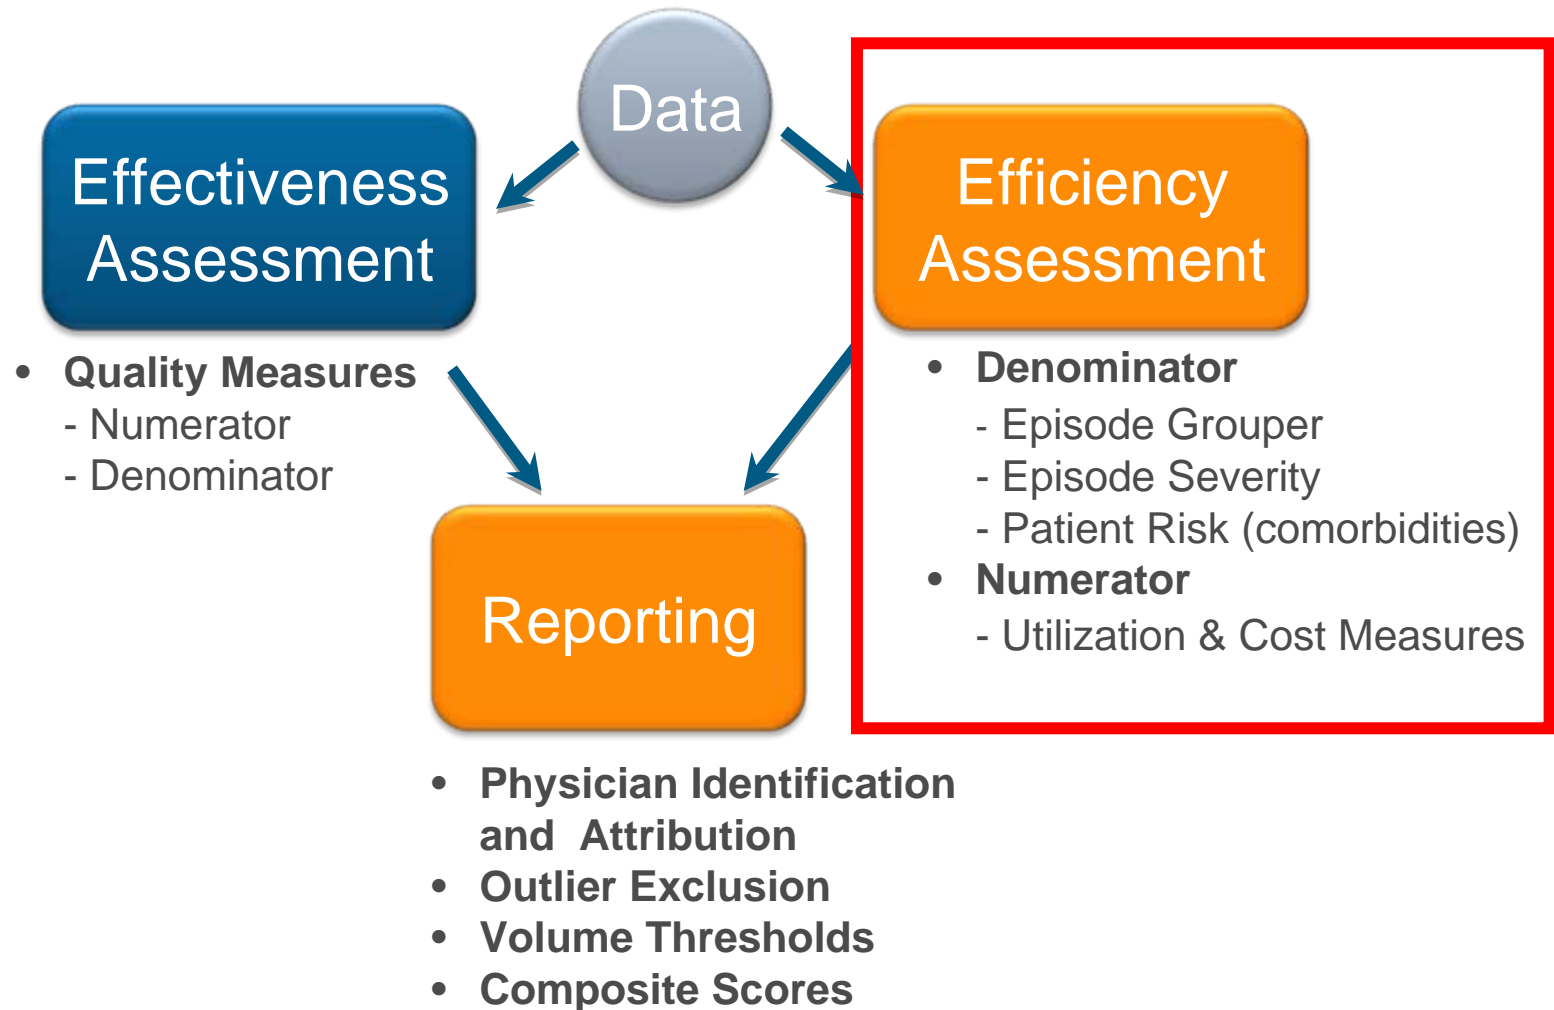 Data
Effectiveness
Assessment
• Quality Measures
- Numerator
- Denominator
Efficiency
Assessment
• Denominator
- Episode Grouper
- Episode Severity
- Patient Risk (comorbidities)
• Numerator
- Utilization & Cost Measures
Reporting
• Physician Identification
and Attribution
• Outlier Exclusion
• Volume Thresholds
• Composite Scores